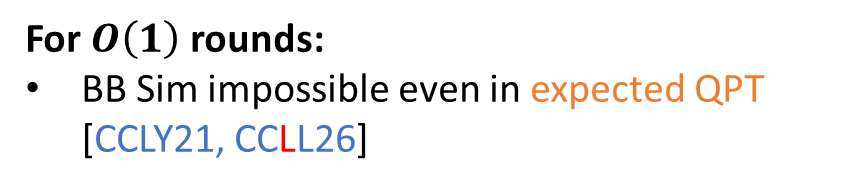 For O(1) rounds:
• BB Sim impossible even in expected QPT
[CCLY21, CCLL26]